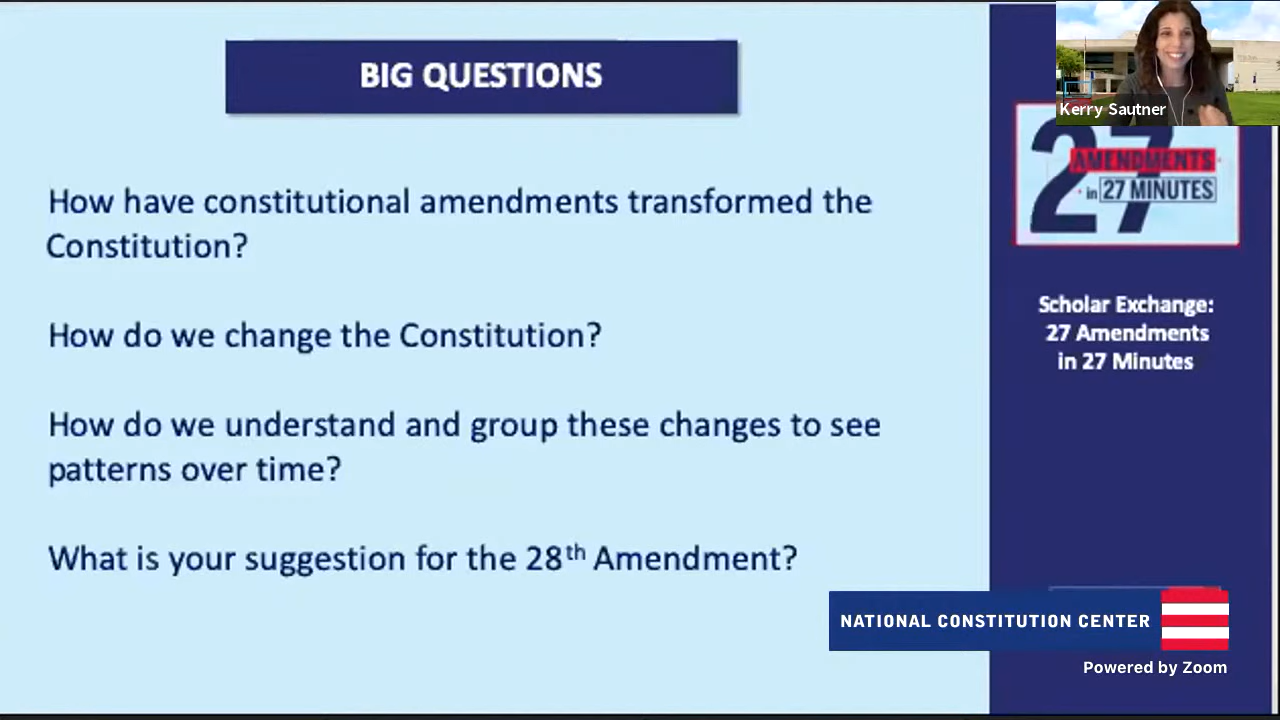 BIG QUESTIONS
How have constitutional amendments transformed the
Constitution?
How do we change the Constitution?
How do we understand and group these changes to see
patterns over time?
What is your suggestion for the 28th Amendment?
Kerry Sautner
27
AMENDMENTS
in 27 MINUTES
Scholar Exchange:
27 Amendments
in 27 Minutes
NATIONAL CONSTITUTION CENTER
Powered by Zoom